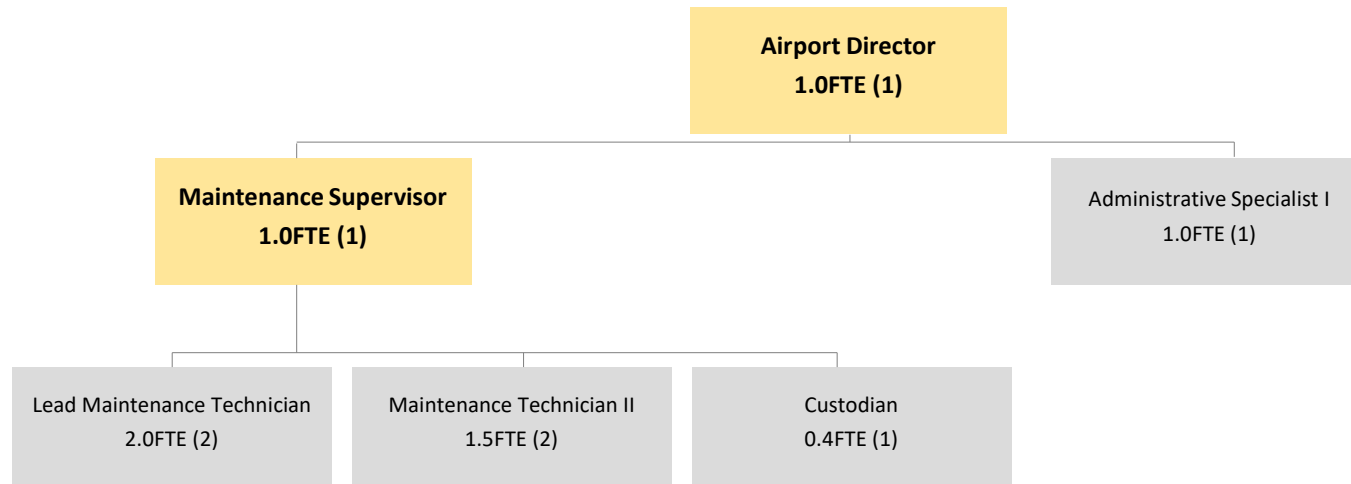 Airport Director
1.0FTE (1)
Maintenance Supervisor
1.0FTE (1)
Administrative Specialist I
1.0FTE (1)
Lead Maintenance Technician
2.0FTE (2)
Maintenance Technician II
1.5FTE (2)
Custodian
0.4FTE (1)